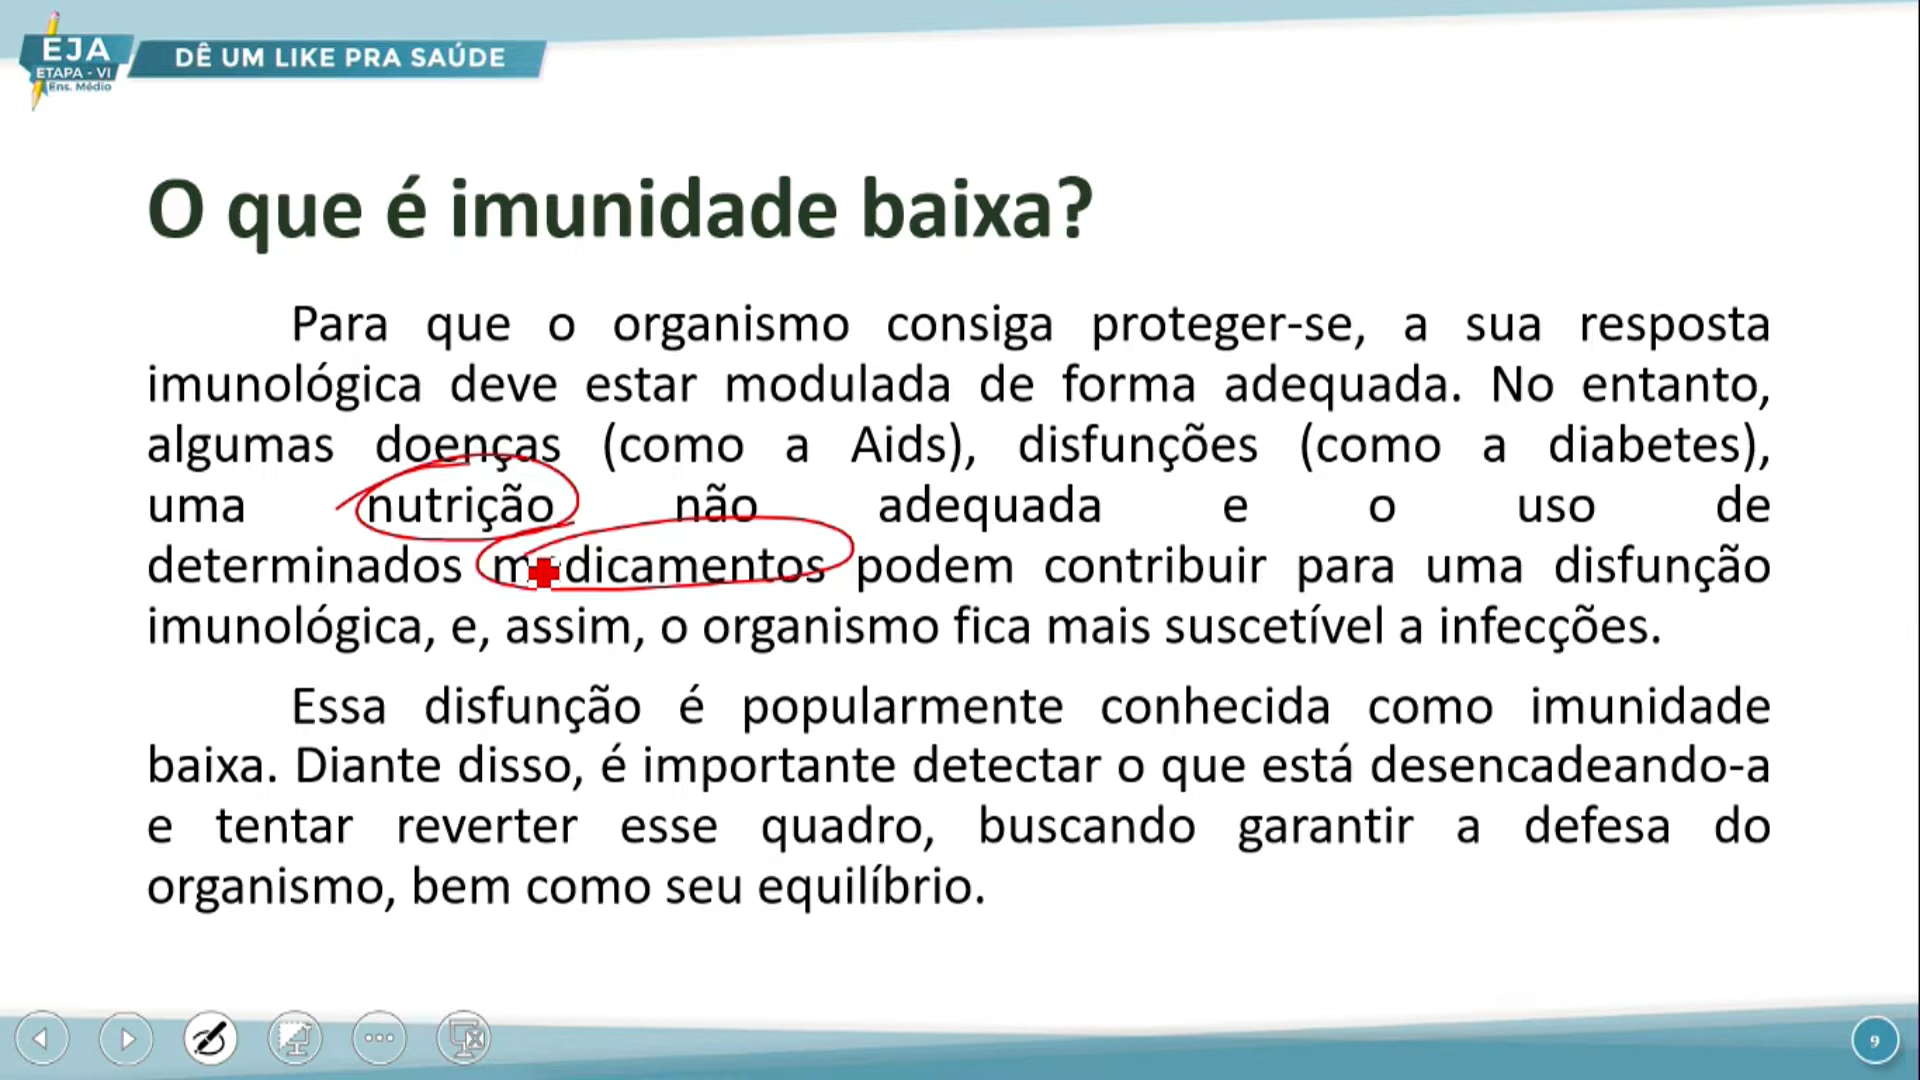 EJA
ETAPA - VI
Ens. Médio
DÊ UM LIKE PRA SAÚDE
O que é imunidade baixa?
Para que o organismo consiga proteger-se, a sua resposta
imunológica deve estar modulada de forma adequada. No entanto,
algumas doenças (como a Aids), disfunções (como a diabetes),
uma nutrição não adequada e o uso de
determinados medicamentos podem contribuir para uma disfunção
imunológica, e, assim, o organismo fica mais suscetível a infecções.
Essa disfunção é popularmente conhecida como imunidade
baixa. Diante disso, é importante detectar o que está desencadeando-a
e tentar reverter esse quadro, buscando garantir a defesa do
organismo, bem como seu equilíbrio.
9